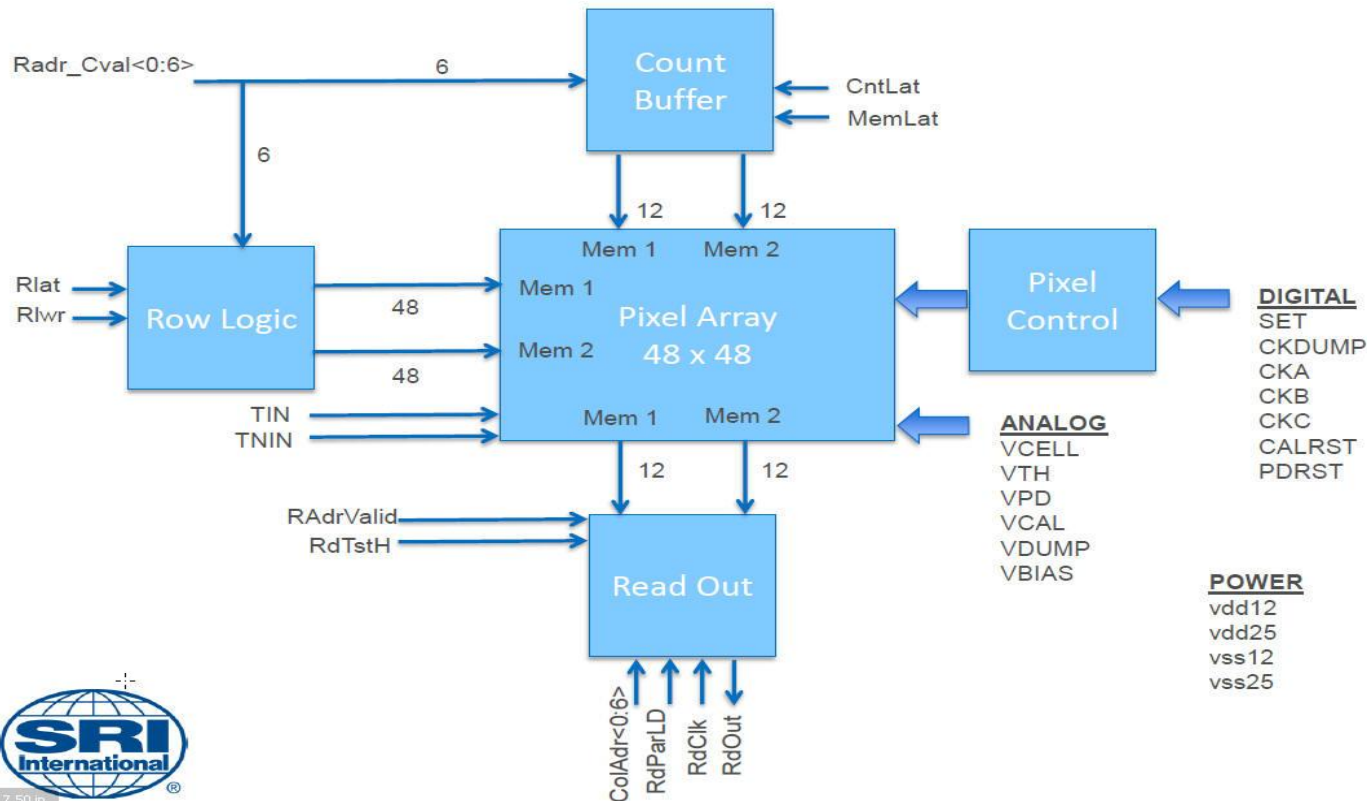 Radr_Cval<0:6>
6
Count
Buffer
CntLat
MemLat
6
12
12
Rlat
Rlwr
Row Logic
48
48
Mem 1
Mem 2
Mem 1
Mem 2
Pixel Array
48 x 48
Mem 1
Mem 2
Pixel
Control
DIGITAL
SET
CKDUMP
CKA
CKB
CKC
CALRST
PDRST
TIN
TNIN
12
12
ANALOG
VCELL
VTH
VPD
VCAL
VDUMP
VBIAS
RAdrValid
RdTstH
Read Out
POWER
vdd12
vdd25
vss12
vss25
ColAdr<0:6>
RdParLD
RdClk
RdOut
SRI
International
®
7.50 in